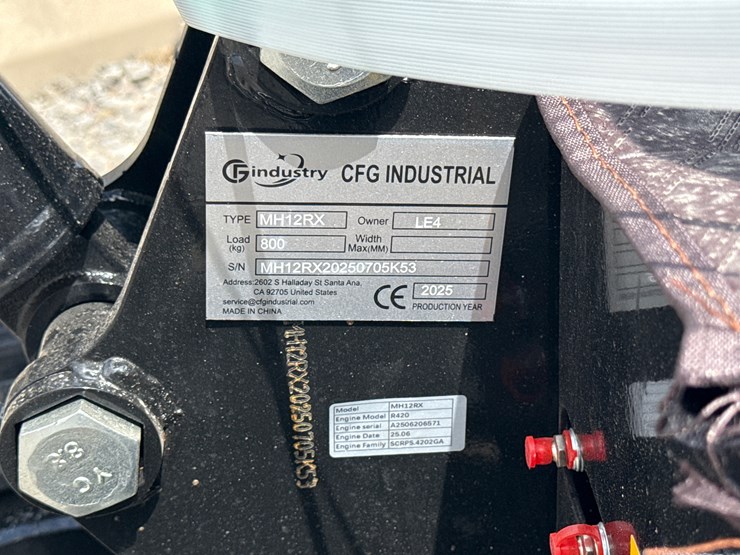 CFindustry CFG INDUSTRIAL
TYPE MH12RX Owner LE4
Load (kg) 800 Width Max(MM)
S/N MH12RX20250705K53
Address:2602 S Halladay St Santa Ana,
CA 92705 United States
service@cfgindustrial.com
MADE IN CHINA
CE 2025
PRODUCTION YEAR
MH12RX20250705K53
Model MH12RX
Engine Model R420
Engine serial A2506206571
Engine Date 25.06
Engine Family SCRPS.4202GA
8.8
YC